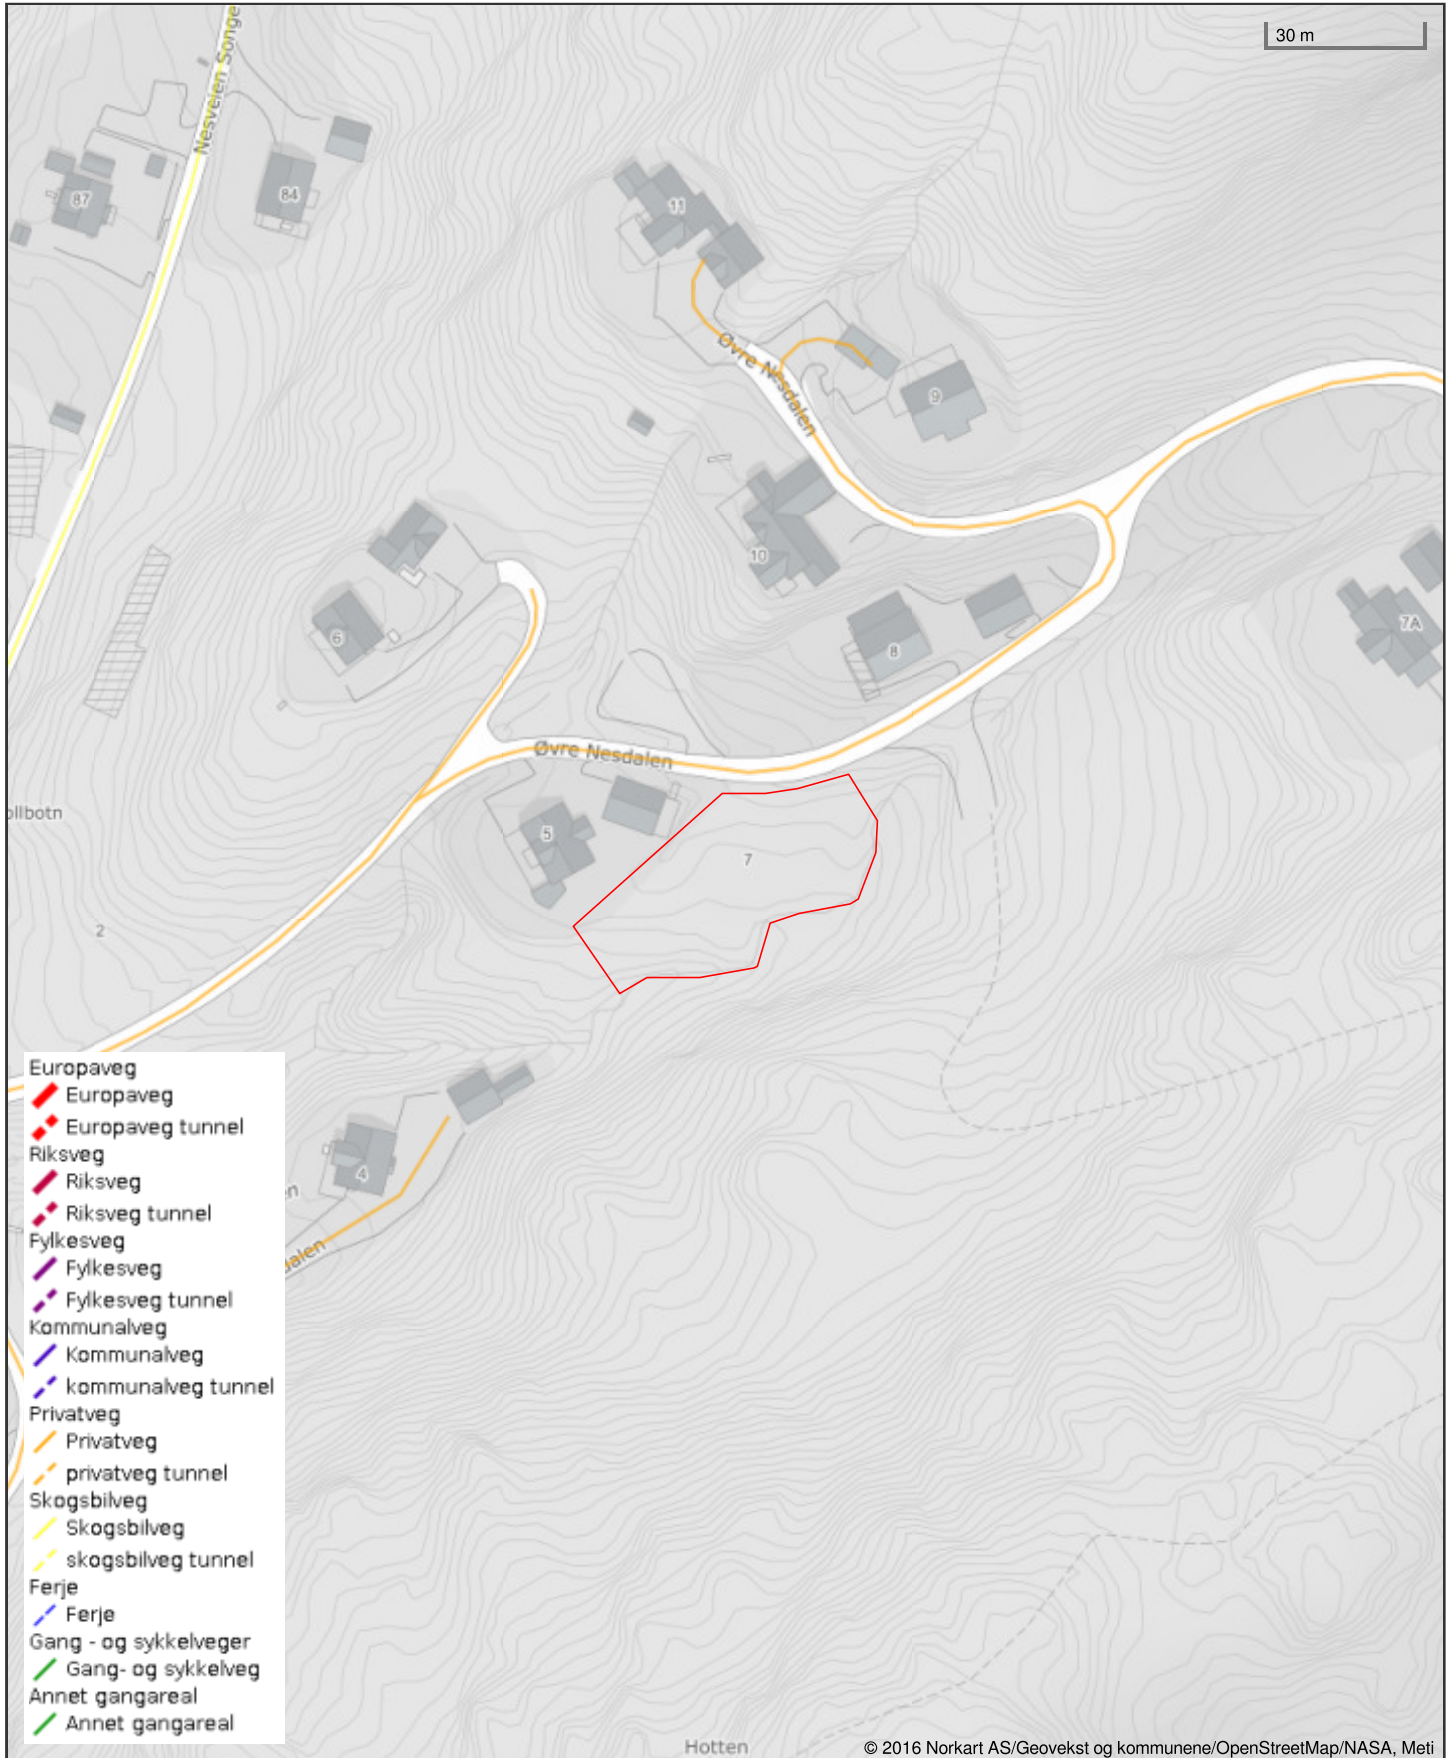 30 m
Nesveien Songe
87
84
11
Øvre Nesdalen
9
10
7A
6
8
Øvre Nesdalen
ollbotn
5
7
2
4
en
dalen
Europaveg
Europaveg
Europaveg tunnel
Riksveg
Riksveg
Riksveg tunnel
Fylkesveg
Fylkesveg
Fylkesveg tunnel
Kommunalveg
Kommunalveg
kommunalveg tunnel
Privatveg
Privatveg
privatveg tunnel
Skogsbilveg
Skogsbilveg
skogsbilveg tunnel
Ferje
Ferje
Gang - og sykkelveger
Gang- og sykkelveg
Annet gangareal
Annet gangareal
Hotten
© 2016 Norkart AS/Geovekst og kommunene/OpenStreetMap/NASA, Meti